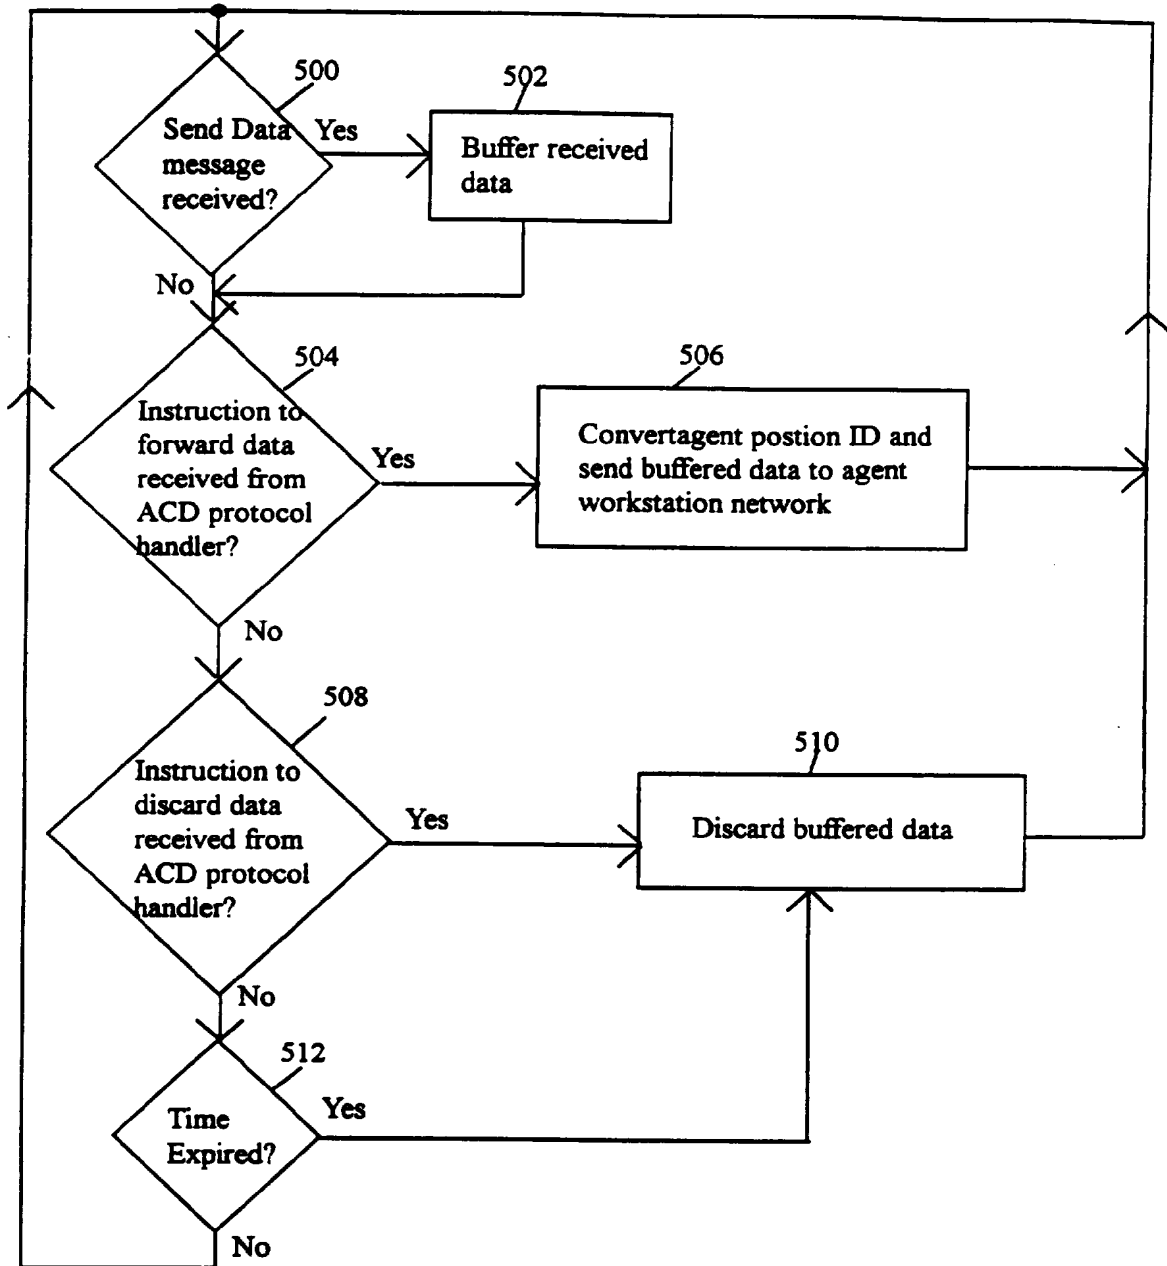 500
502
Send Data
message
received?
Yes
Buffer received
data
No
504
506
Instruction to
forward data
received from
ACD protocol
handler?
Yes
Convertagent postion ID and
send buffered data to agent
workstation network
No
508
510
Instruction to
discard data
received from
ACD protocol
handler?
Yes
Discard buffered data
No
512
Time
Expired?
Yes
No